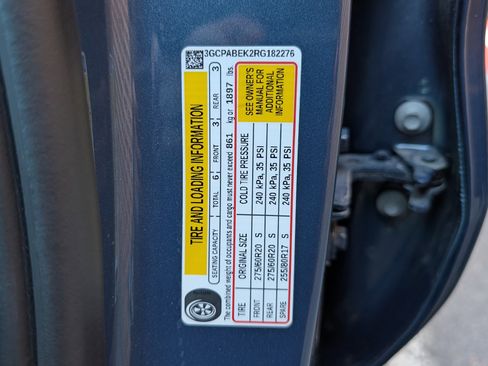 3GCPABEK2RG182276
TIRE AND LOADING INFORMATION
SEATING CAPACITY TOTAL 6 FRONT 3 REAR 3
The combined weight of occupants and cargo must never exceed 861 kg or 1897 lbs.
TIRE ORIGINAL SIZE COLD TIRE PRESSURE
FRONT 275/60R20 S 240 kPa, 35 PSI
REAR 275/60R20 S 240 kPa, 35 PSI
SPARE 255/80R17 S 240 kPa, 35 PSI
SEE OWNER'S
MANUAL FOR
ADDITIONAL
INFORMATION